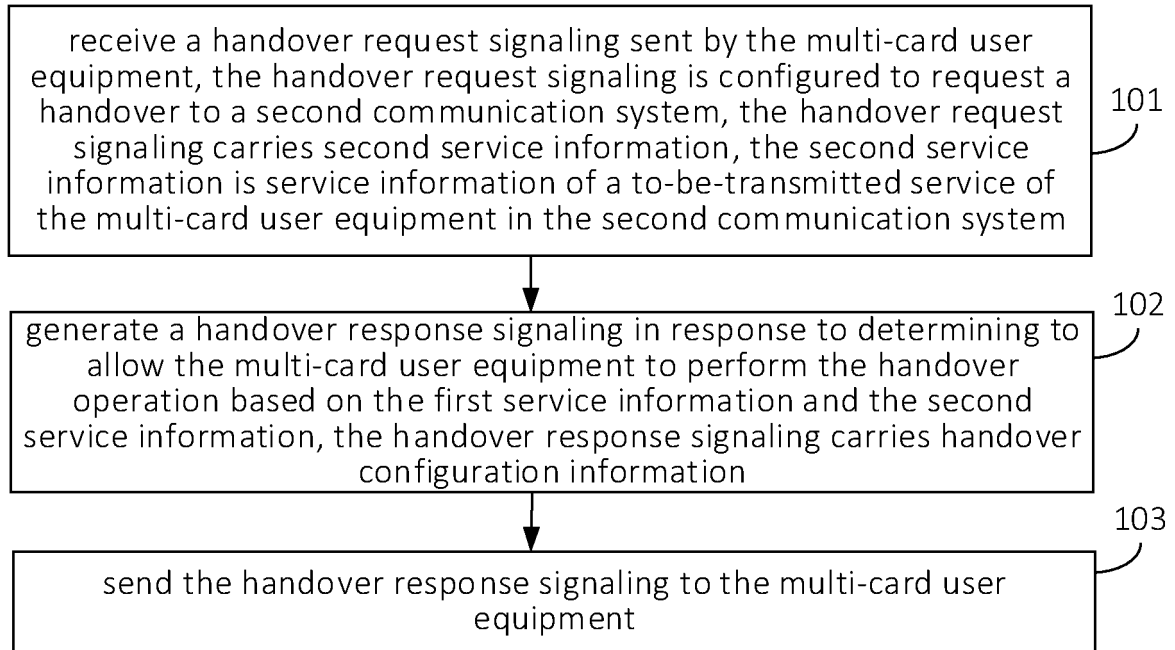 receive a handover request signaling sent by the multi-card user
equipment, the handover request signaling is configured to request a
handover to a second communication system, the handover request
signaling carries second service information, the second service
information is service information of a to-be-transmitted service of
the multi-card user equipment in the second communication system
101
generate a handover response signaling in response to determining to
allow the multi-card user equipment to perform the handover
operation based on the first service information and the second
service information, the handover response signaling carries handover
configuration information
102
send the handover response signaling to the multi-card user
equipment
103